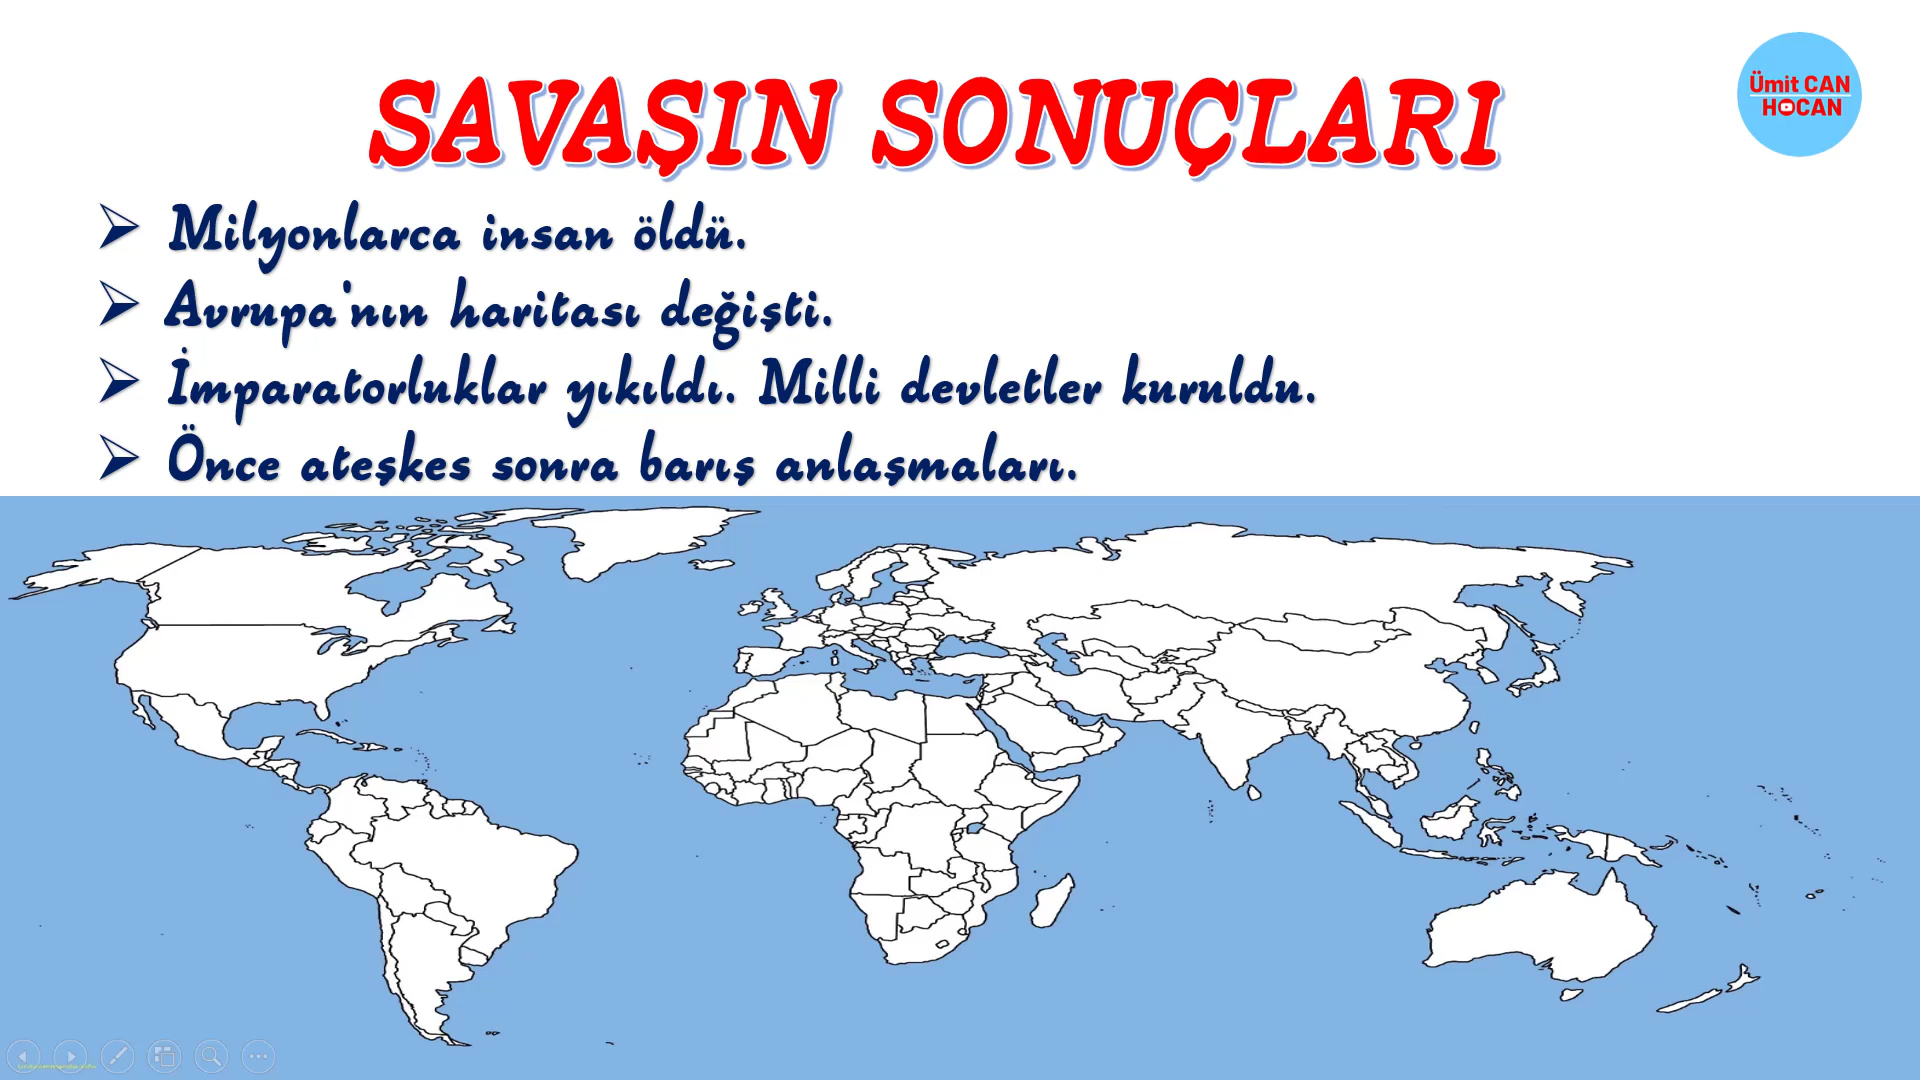 SAVAŞIN SONUÇLARI
Ümit CAN
HOCAN
Milyonlarca insan öldü.
Avrupa'nın haritası değişti.
İmparatorluklar yıkıldı. Milli devletler kuruldu.
Önce ateşkes sonra barış anlaşmaları.